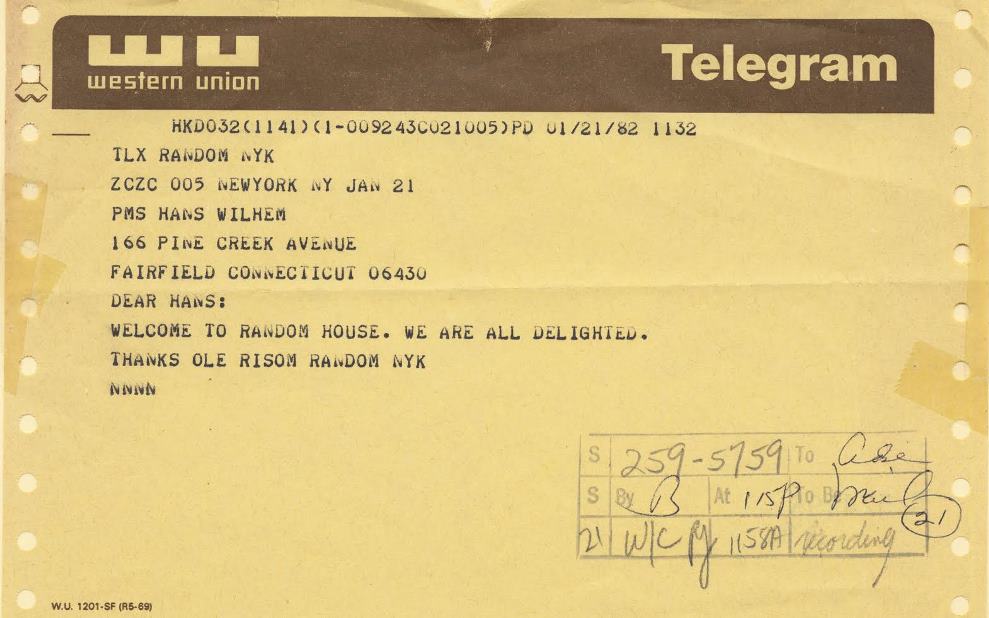 western union
Telegram
HKD032(1141)(1-009243C021005)PD 01/21/82 1132
TLX RANDOM NYK
ZCZC 005 NEWYORK NY JAN 21
PMS HANS WILHEM
166 PINE CREEK AVENUE
FAIRFIELD CONNECTICUT 06430
DEAR HANS:
WELCOME TO RANDOM HOUSE. WE ARE ALL DELIGHTED.
THANKS OLE RISOM RANDOM NYK
NNNN
S 259-5759 To
S By B At 115P To Be
21 W/C 1158A recording
21
W.U. 1201-SF (R5-69)